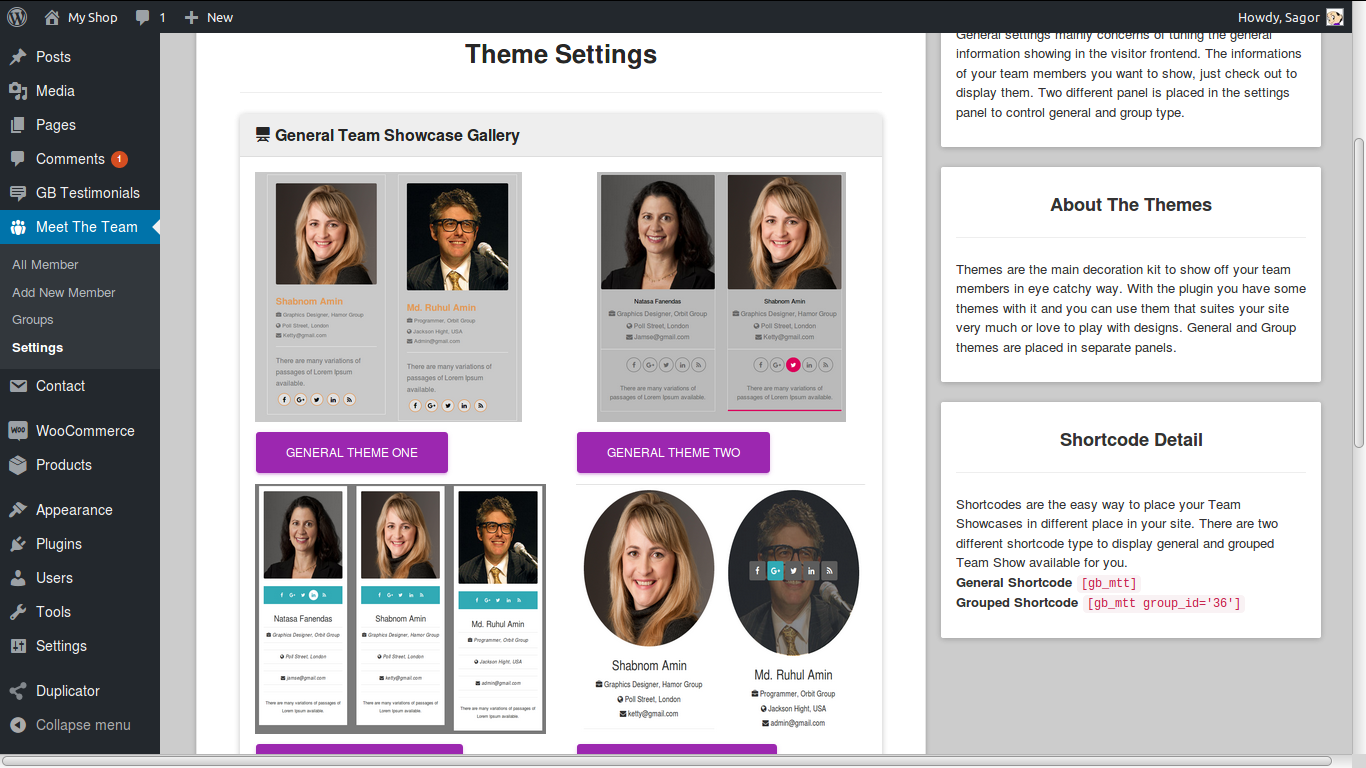 My Shop
1
New
Howdy, Sagor
Posts
Media
Pages
Comments 1
GB Testimonials
Meet The Team
All Member
Add New Member
Groups
Settings
Contact
WooCommerce
Products
Appearance
Plugins
Users
Tools
Settings
Duplicator
Collapse menu
Theme Settings
General Team Showcase Gallery
Shabnom Amin
Graphics Designer, Hamor Group
Poll Street, London
Ketty@gmail.com
There are many variations of
passages of Lorem Ipsum
available.
Md. Ruhul Amin
Programmer, Orbit Group
Jackson Hight, USA
Admin@gmail.com
There are many variations of
passages of Lorem Ipsum
available.
Natasa Fanendas
Graphics Designer, Orbit Group
Poll Street, London
Jamse@gmail.com
There are many variations of
passages of Lorem Ipsum available.
Shabnom Amin
Graphics Designer, Hamor Group
Poll Street, London
Ketty@gmail.com
There are many variations of
passages of Lorem Ipsum available.
GENERAL THEME ONE
GENERAL THEME TWO
Natasa Fanendas
Graphics Designer, Orbit Group
Poll Street, London
jamse@gmail.com
There are many variations of passages of
Lorem Ipsum available.
Shabnom Amin
Graphics Designer, Hamor Group
Poll Street, London
ketty@gmail.com
There are many variations of passages of
Lorem Ipsum available.
Md. Ruhul Amin
Programmer, Orbit Group
Jackson Hight, USA
admin@gmail.com
There are many variations of passages of
Lorem Ipsum available.
Shabnom Amin
Graphics Designer, Hamor Group
Poll Street, London
ketty@gmail.com
Md. Ruhul Amin
Programmer, Orbit Group
Jackson Hight, USA
admin@gmail.com
General settings mainly concerns of tuning the general
information showing in the visitor frontend. The informations
of your team members you want to show, just check out to
display them. Two different panel is placed in the settings
panel to control general and group type.
About The Themes
Themes are the main decoration kit to show off your team
members in eye catchy way. With the plugin you have some
themes with it and you can use them that suites your site
very much or love to play with designs. General and Group
themes are placed in separate panels.
Shortcode Detail
Shortcodes are the easy way to place your Team
Showcases in different place in your site. There are two
different shortcode type to display general and grouped
Team Show available for you.
General Shortcode [gb_mtt]
Grouped Shortcode [gb_mtt group_id='36']